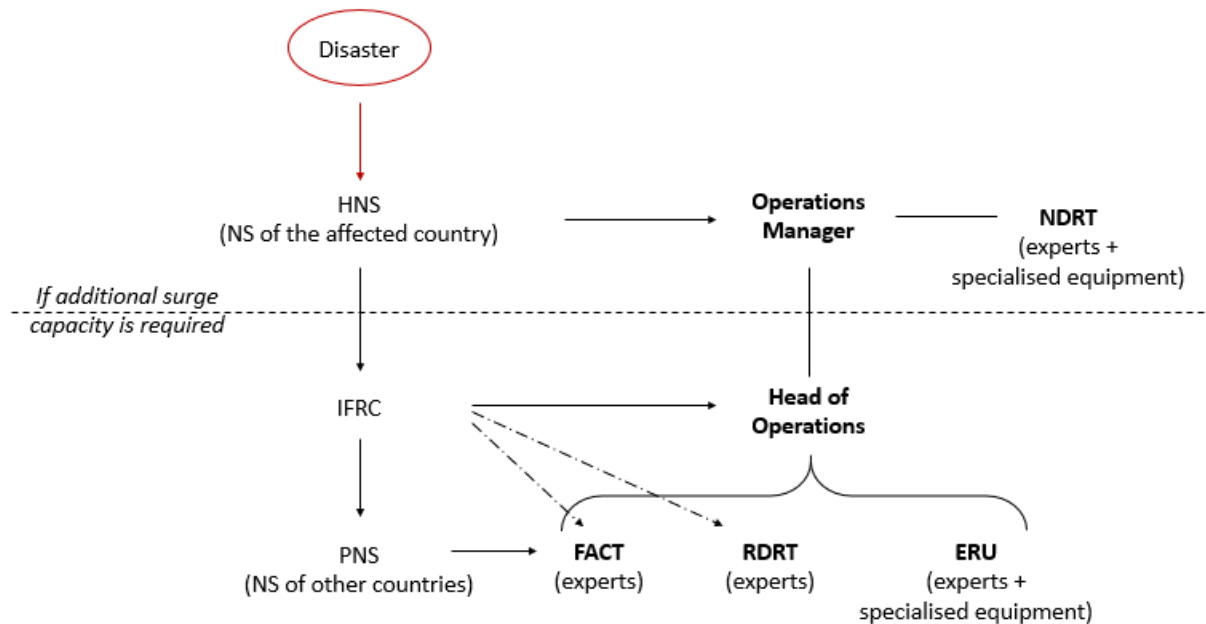 Disaster
HNS
(NS of the affected country)
Operations
Manager
NDRT
(experts +
specialised equipment)
If additional surge
capacity is required
IFRC
Head of
Operations
PNS
(NS of other countries)
FACT
(experts)
RDRT
(experts)
ERU
(experts +
specialised equipment)